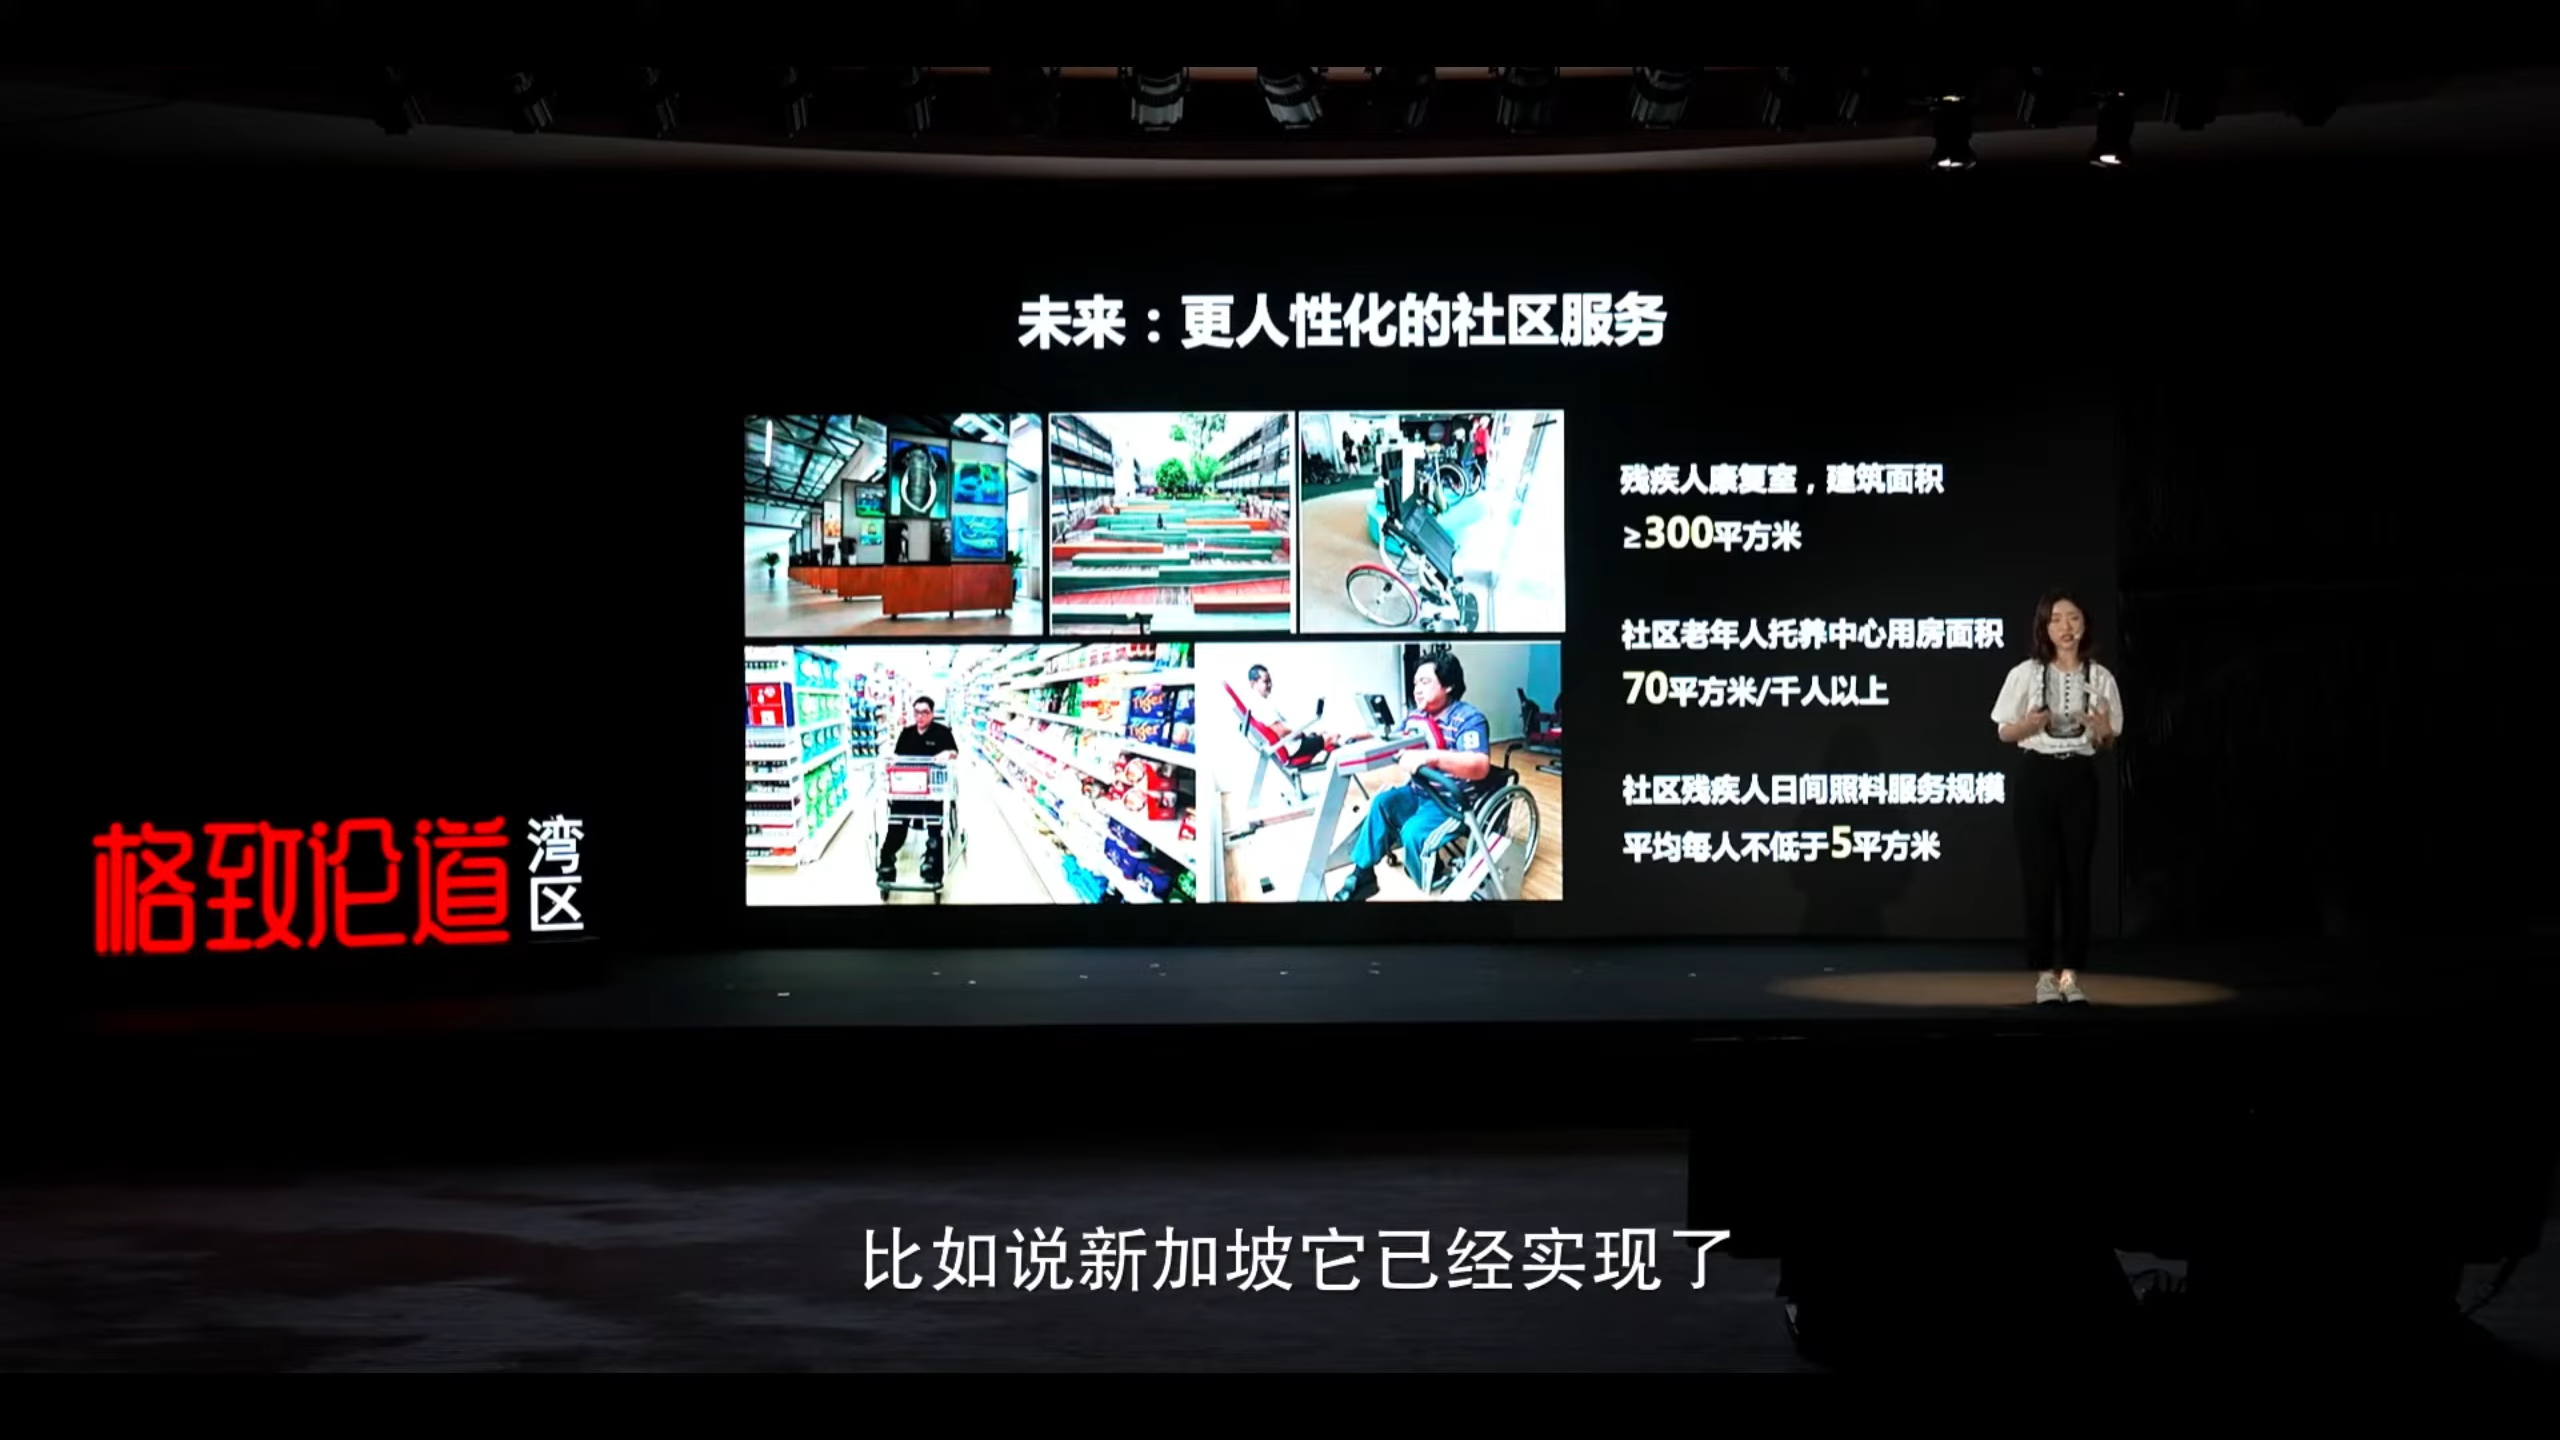 未来：更人性化的社区服务
残疾人康复室，建筑面积
≥300平方米
社区老年人托养中心用房面积
70平方米/千人以上
社区残疾人日间照料服务规模
平均每人不低于5平方米
Tiger
Tiger
格致论道
湾区
比如说新加坡它已经实现了